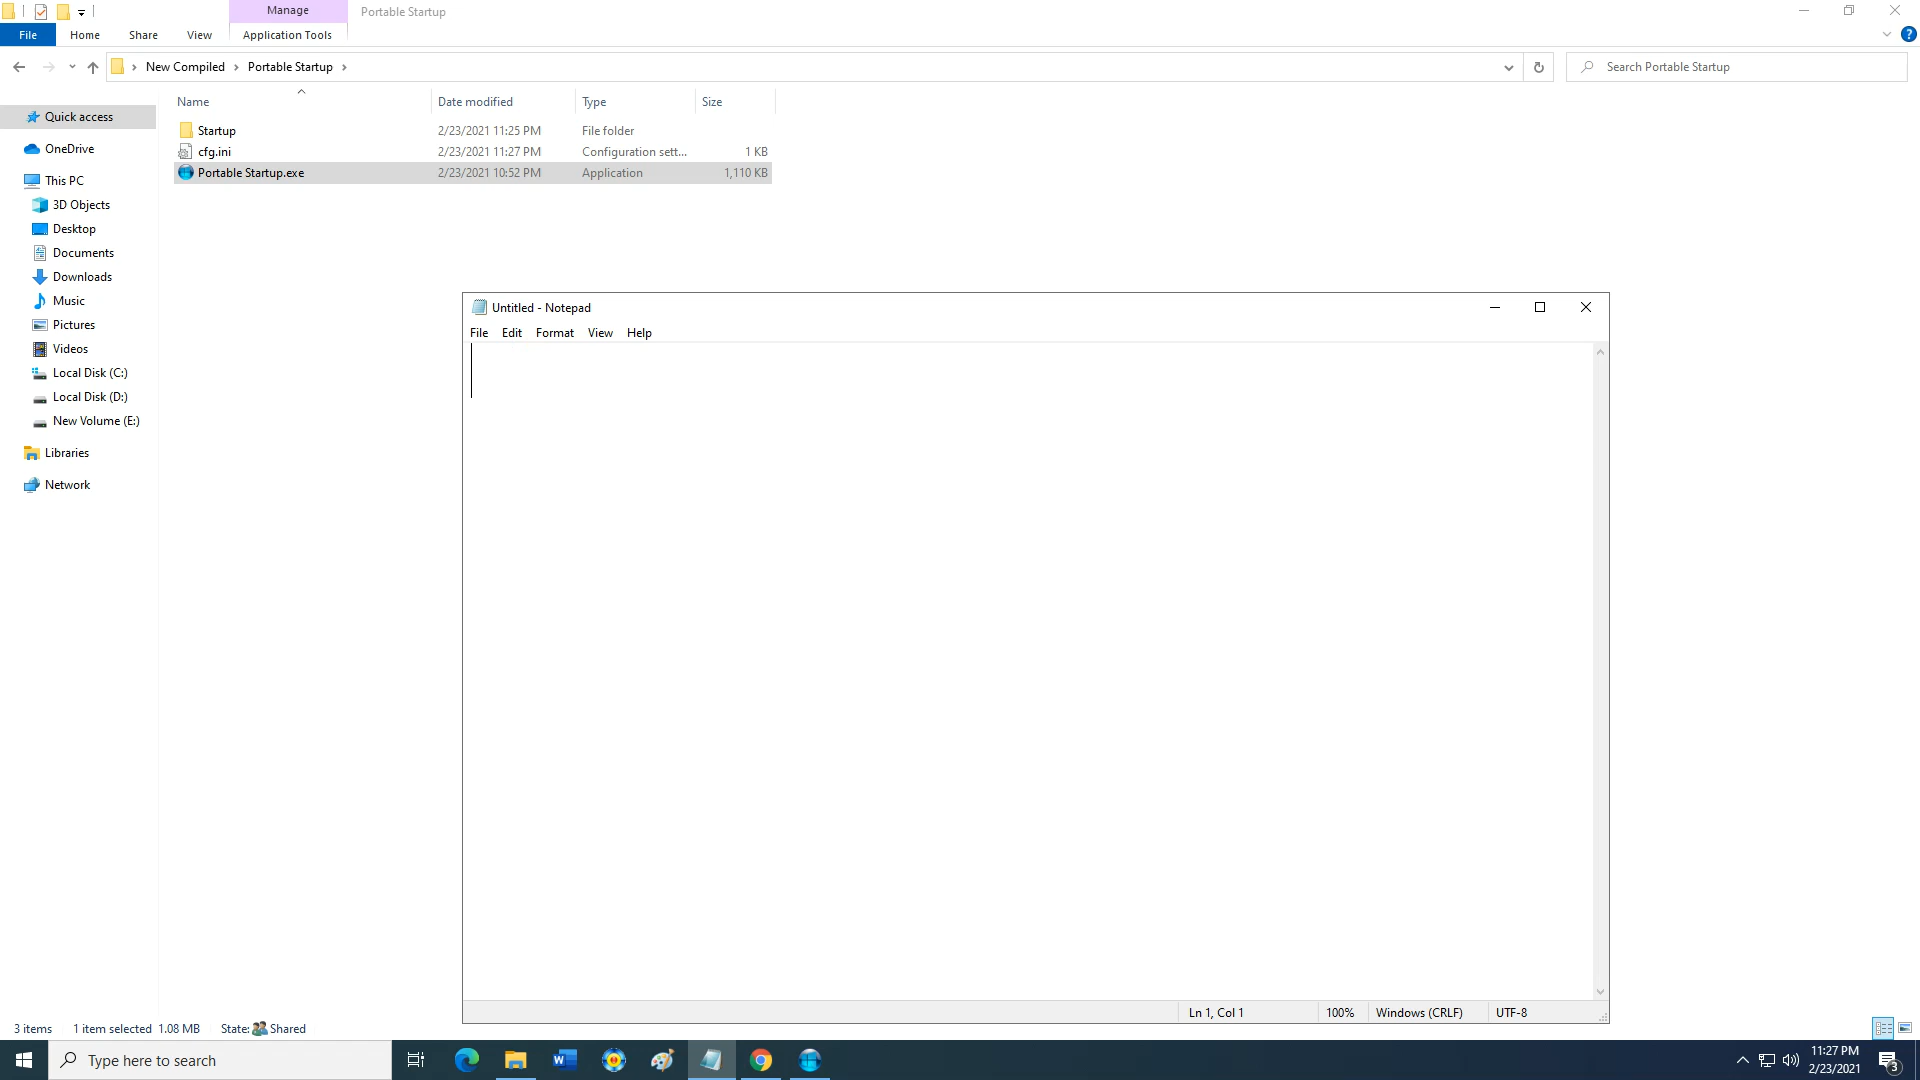 Manage
Portable Startup
File
Home
Share
View
Application Tools
New Compiled
Portable Startup
Search Portable Startup
Name
Date modified
Type
Size
Startup
2/23/2021 11:25 PM
File folder
cfg.ini
2/23/2021 11:27 PM
Configuration sett...
1 KB
Portable Startup.exe
2/23/2021 10:52 PM
Application
1,110 KB
Quick access
OneDrive
This PC
3D Objects
Desktop
Documents
Downloads
Music
Pictures
Videos
Local Disk (C:)
Local Disk (D:)
New Volume (E:)
Libraries
Network
Untitled - Notepad
File
Edit
Format
View
Help
Ln 1, Col 1
100%
Windows (CRLF)
UTF-8
3 items
1 item selected
1.08 MB
State:
Shared
Type here to search
11:27 PM
2/23/2021
3